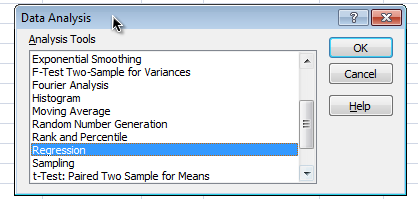 Data Analysis
?
Analysis Tools
Exponential Smoothing
F-Test Two-Sample for Variances
Fourier Analysis
Histogram
Moving Average
Random Number Generation
Rank and Percentile
Regression
Sampling
t-Test: Paired Two Sample for Means
OK
Cancel
Help